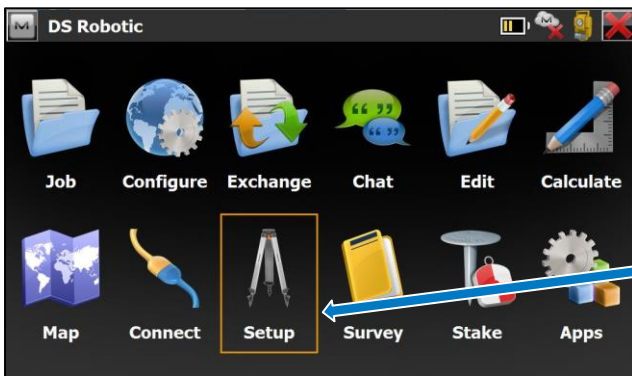 DS Robotic
Job Configure Exchange Chat Edit Calculate
Map Connect Setup Survey Stake Apps